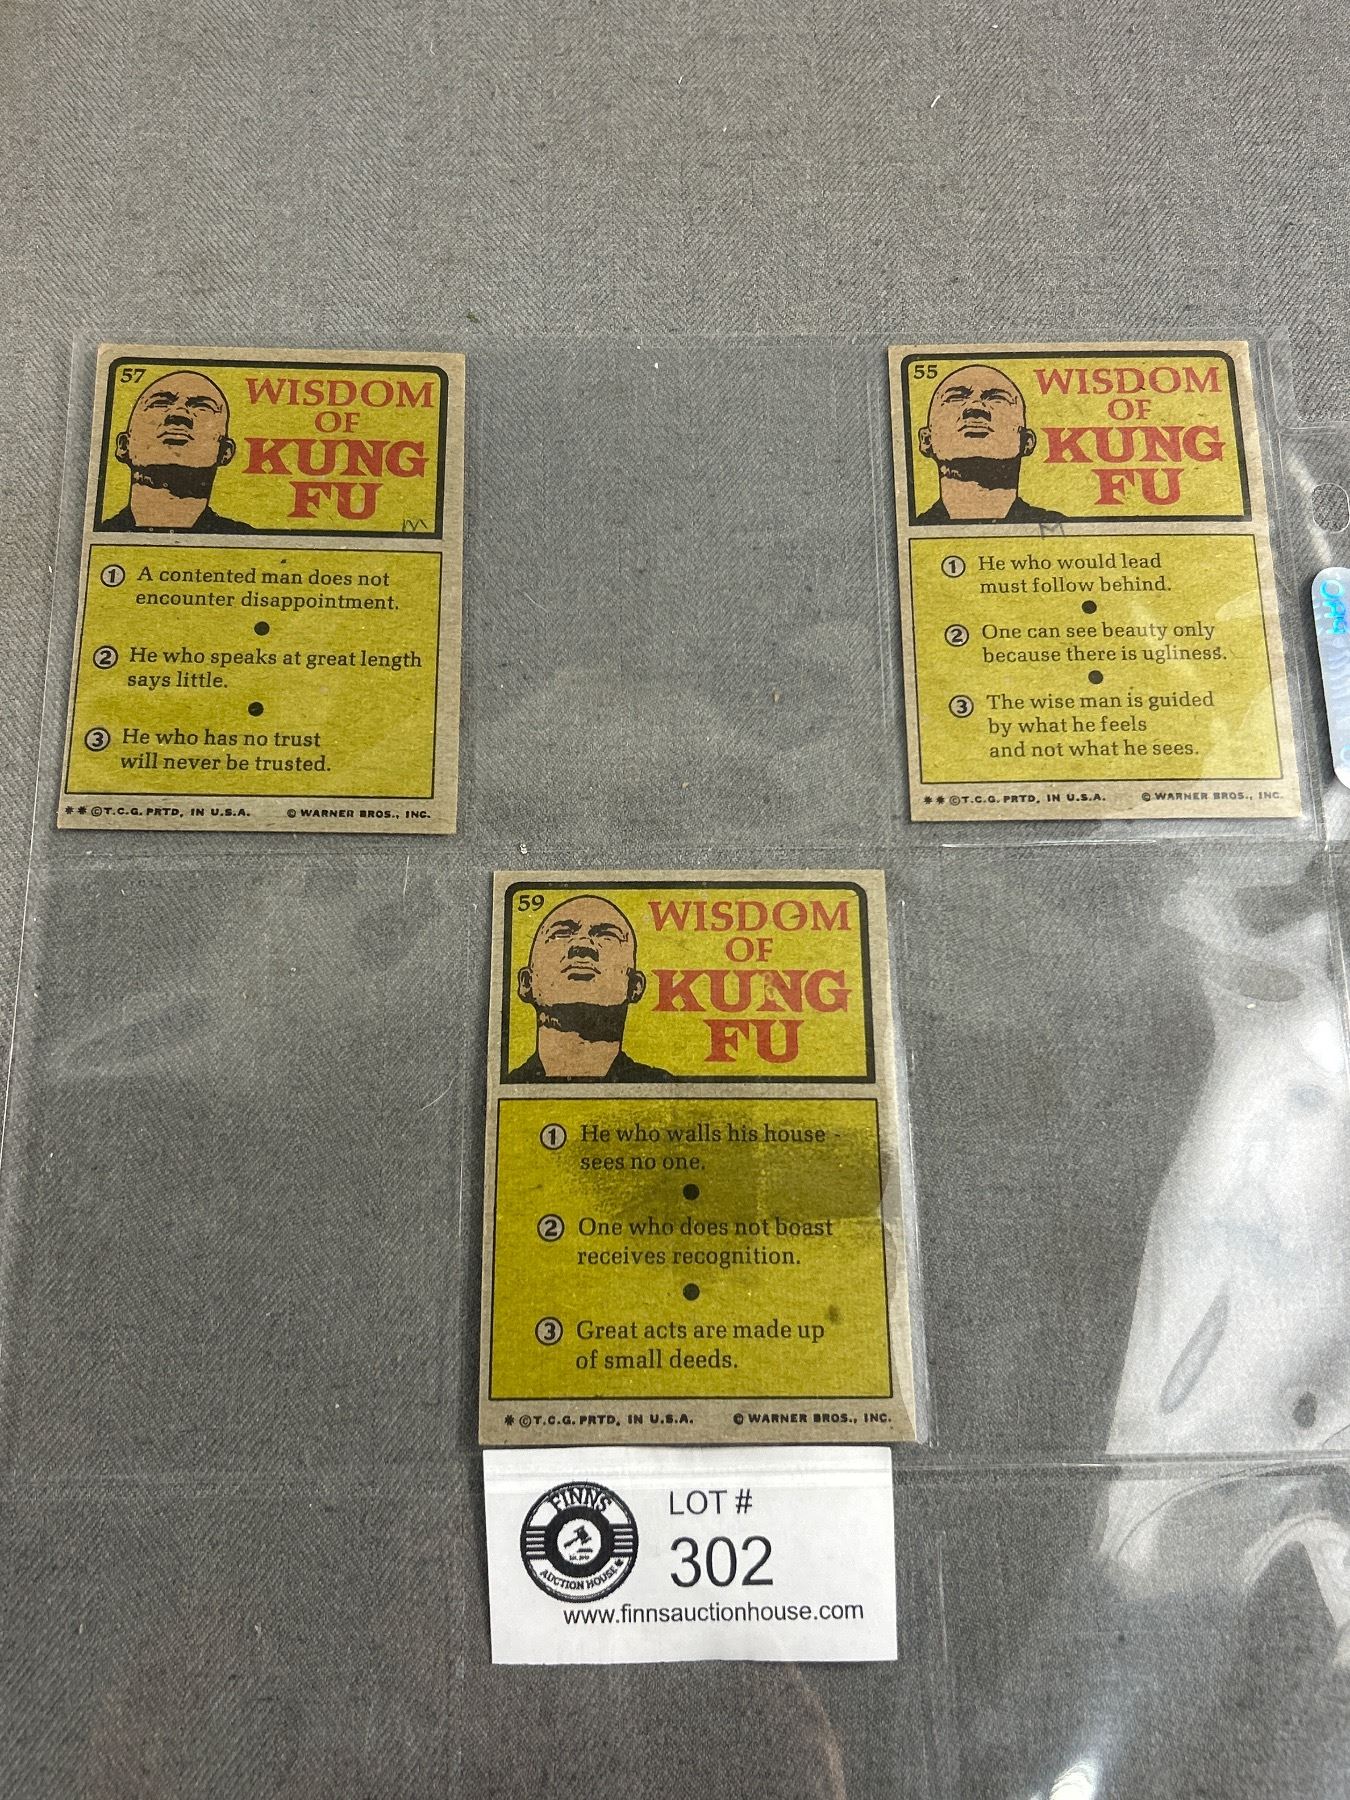 57
WISDOM
OF
KUNG
FU
M
1 A contented man does not
encounter disappointment.
2 He who speaks at great length
says little.
3 He who has no trust
will never be trusted.
** ©T.C.G. PRTD. IN U.S.A. © WARNER BROS., INC.
55
WISDOM
OF
KUNG
FU
M
1 He who would lead
must follow behind.
2 One can see beauty only
because there is ugliness.
3 The wise man is guided
by what he feels
and not what he sees.
** ©T.C.G. PRTD. IN U.S.A. © WARNER BROS., INC.
59
WISDOM
OF
KUNG
FU
1 He who walls his house -
sees no one.
2 One who does not boast
receives recognition.
3 Great acts are made up
of small deeds.
* ©T.C.G. PRTD. IN U.S.A. © WARNER BROS., INC.
FINNS
AUCTION HOUSE
LOT #
302
www.finnsauctionhouse.com